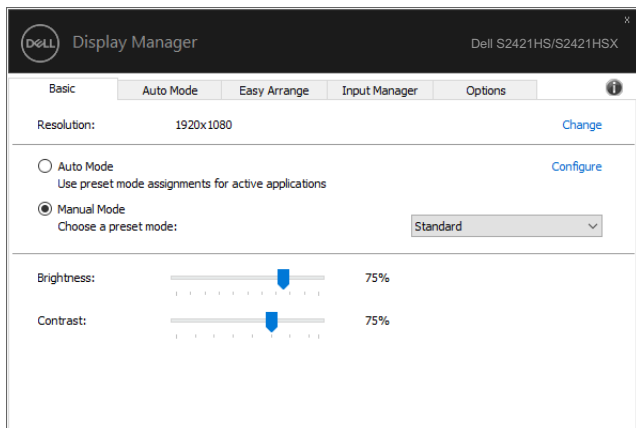 x
DELL Display Manager Dell S2421HS/S2421HSX
Basic Auto Mode Easy Arrange Input Manager Options i
Resolution: 1920x1080 Change
Auto Mode Configure
Use preset mode assignments for active applications
Manual Mode
Choose a preset mode: Standard
Brightness: 75%
Contrast: 75%